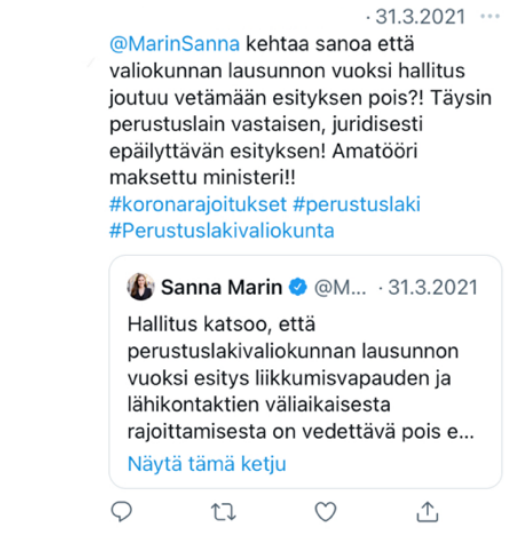 · 31.3.2021 ···
@MarinSanna kehtaa sanoa että
valiokunnan lausunnon vuoksi hallitus
joutuu vetämään esityksen pois?! Täysin
perustuslain vastaisen, juridisesti
epäilyttävän esityksen! Amatööri
maksettu ministeri!!
#koronarajoitukset #perustuslaki
#Perustuslakivaliokunta
Sanna Marin @M... · 31.3.2021
Hallitus katsoo, että
perustuslakivaliokunnan lausunnon
vuoksi esitys liikkumisvapauden ja
lähikontaktien väliaikaisesta
rajoittamisesta on vedettävä pois e...
Näytä tämä ketju